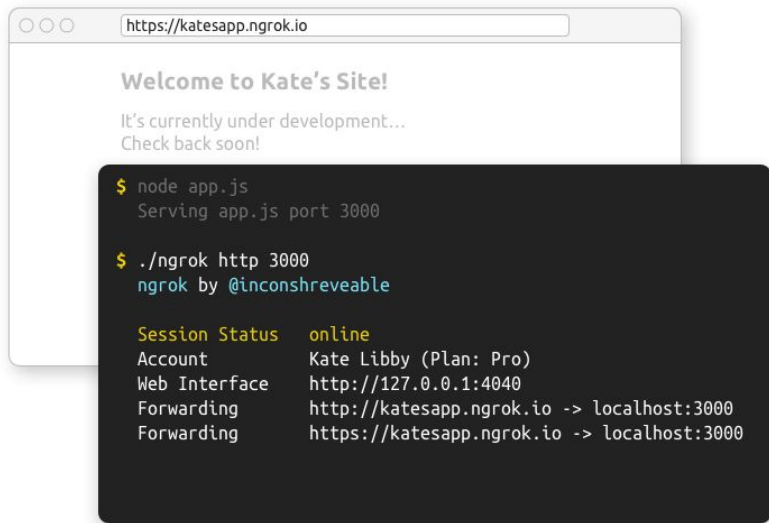 https://katesapp.ngrok.io
Welcome to Kate's Site!
It's currently under development…
Check back soon!
$ node app.js
Serving app.js port 3000
$ ./ngrok http 3000
ngrok by @inconshreveable
Session Status online
Account Kate Libby (Plan: Pro)
Web Interface http://127.0.0.1:4040
Forwarding http://katesapp.ngrok.io -> localhost:3000
Forwarding https://katesapp.ngrok.io -> localhost:3000